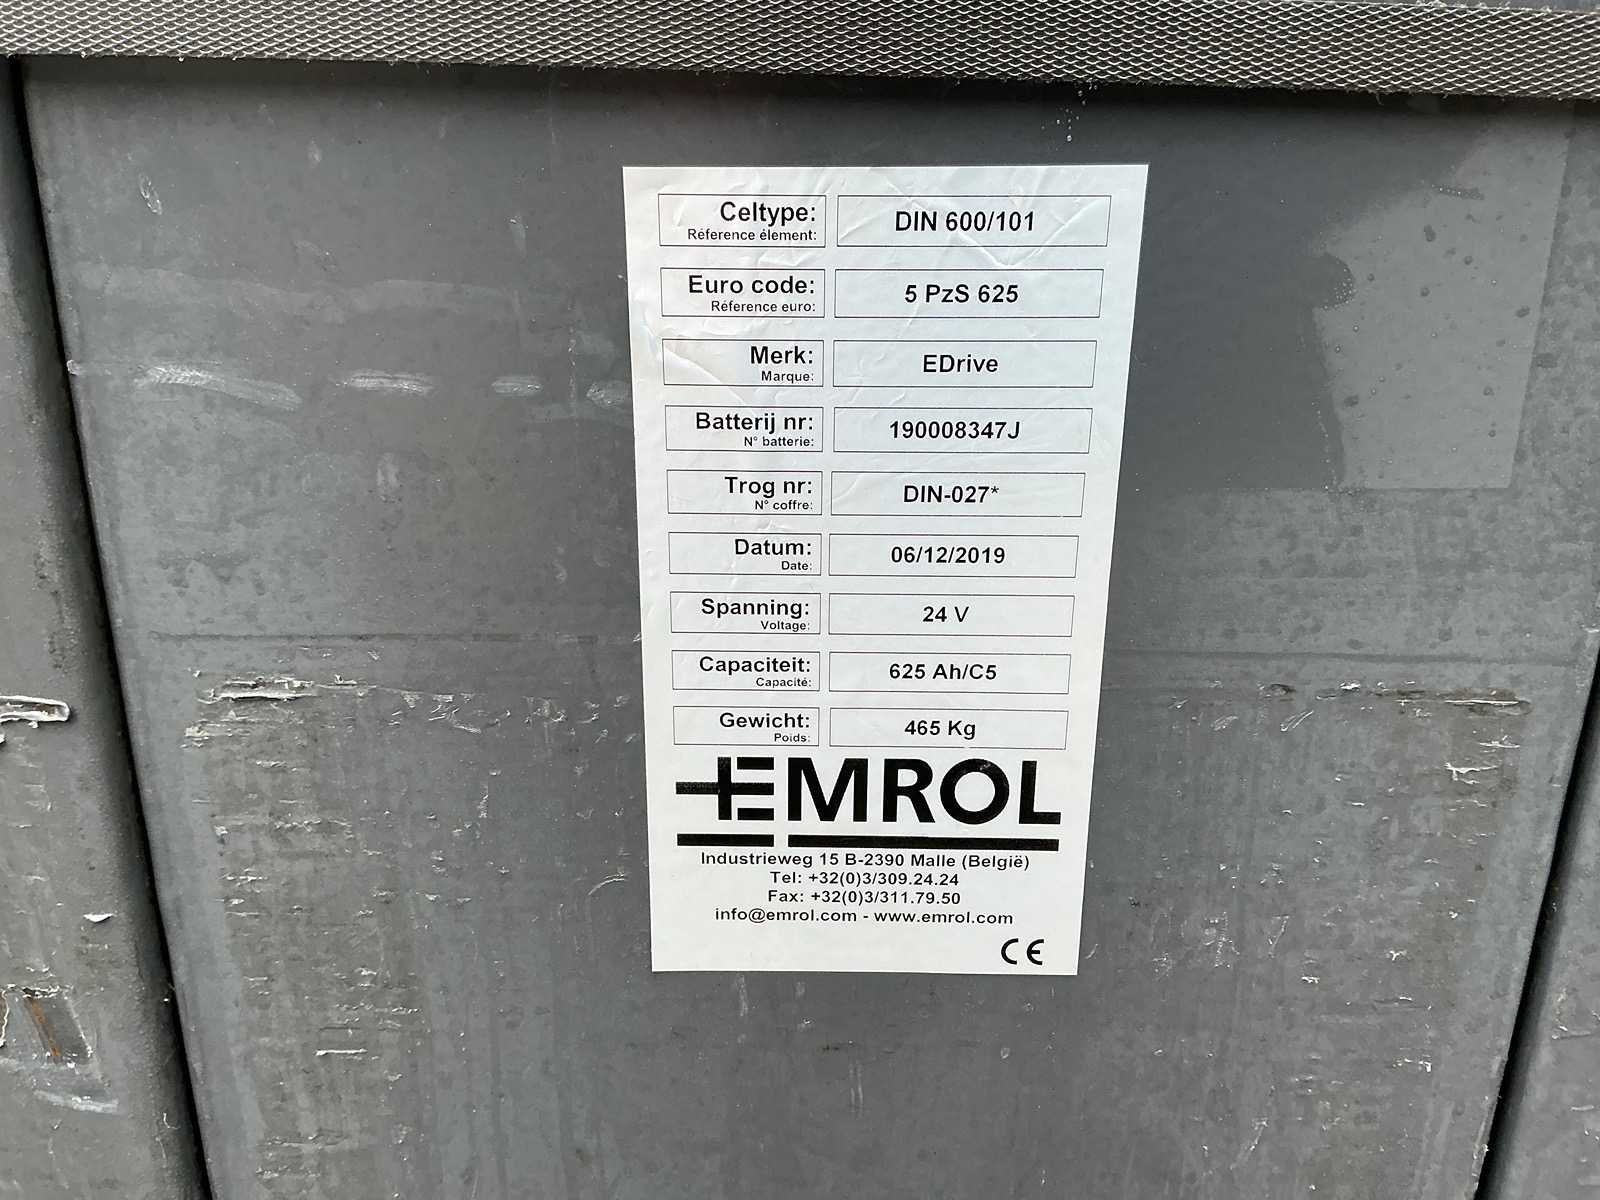 Celtype: DIN 600/101
Réference élement:
Euro code: 5 PzS 625
Réference euro:
Merk: EDrive
Marque:
Batterij nr: 190008347J
N° batterie:
Trog nr: DIN-027*
N° coffre:
Datum: 06/12/2019
Date:
Spanning: 24 V
Voltage:
Capaciteit: 625 Ah/C5
Capacité:
Gewicht: 465 Kg
Poids:
EMROL
Industrieweg 15 B-2390 Malle (België)
Tel: +32(0)3/309.24.24
Fax: +32(0)3/311.79.50
info@emrol.com - www.emrol.com
CE